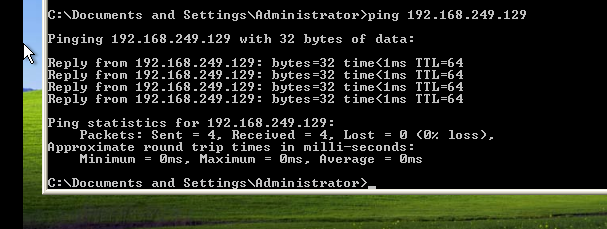 C:\Documents and Settings\Administrator>ping 192.168.249.129
Pinging 192.168.249.129 with 32 bytes of data:
Reply from 192.168.249.129: bytes=32 time<1ms TTL=64
Reply from 192.168.249.129: bytes=32 time<1ms TTL=64
Reply from 192.168.249.129: bytes=32 time<1ms TTL=64
Reply from 192.168.249.129: bytes=32 time<1ms TTL=64
Ping statistics for 192.168.249.129:
    Packets: Sent = 4, Received = 4, Lost = 0 (0% loss),
Approximate round trip times in milli-seconds:
    Minimum = 0ms, Maximum = 0ms, Average = 0ms
C:\Documents and Settings\Administrator>_